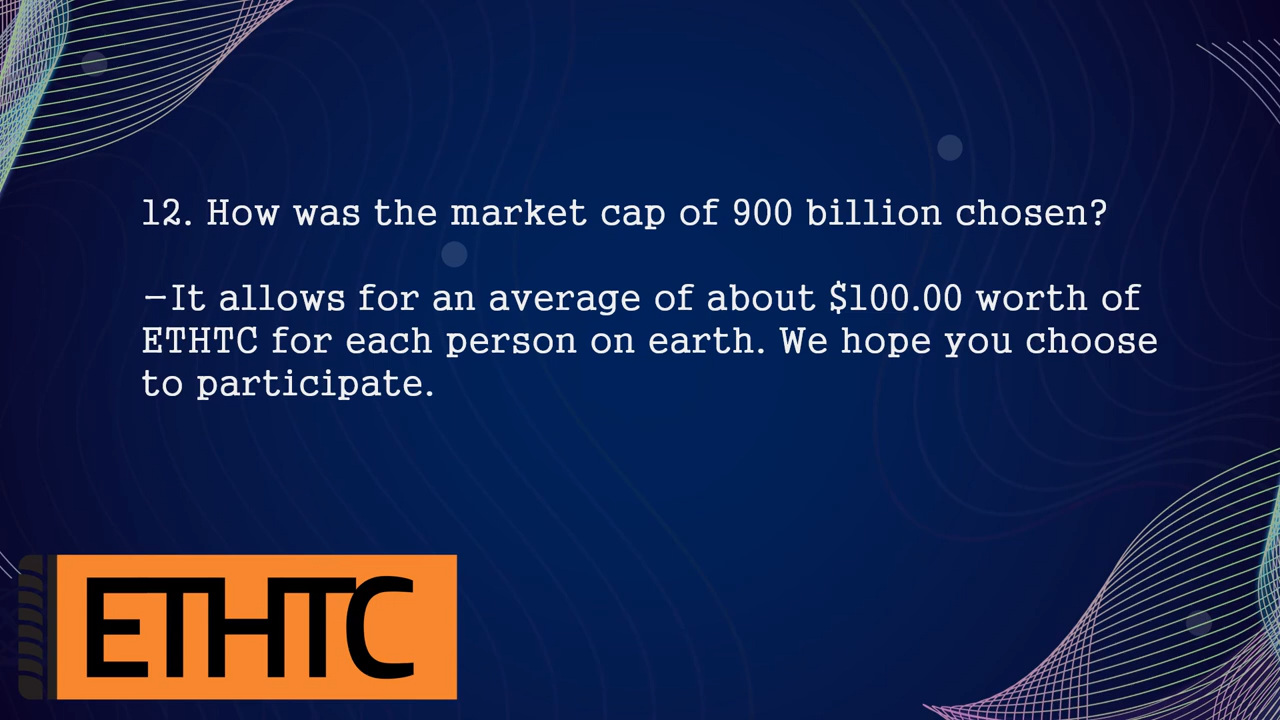 12. How was the market cap of 900 billion chosen?
—It allows for an average of about $100.00 worth of
ETHTC for each person on earth. We hope you choose
to participate.
ETHTC